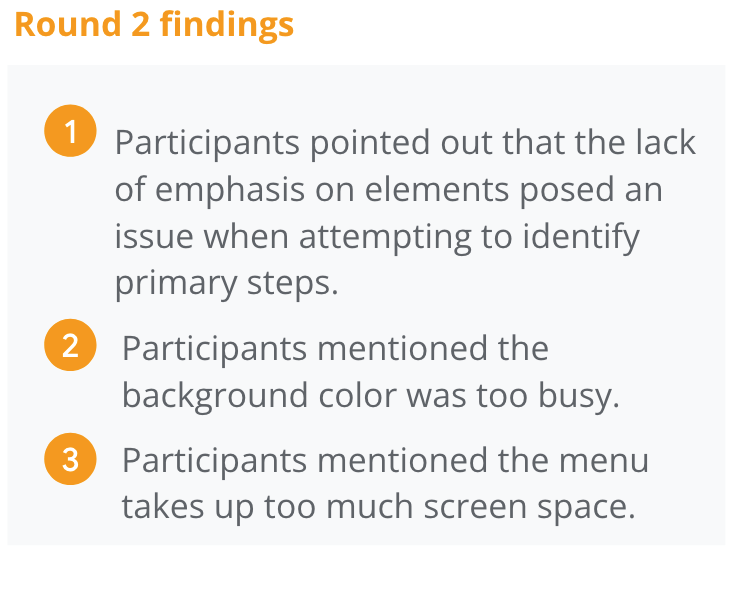 Round 2 findings
1
Participants pointed out that the lack
of emphasis on elements posed an
issue when attempting to identify
primary steps.
2
Participants mentioned the
background color was too busy.
3
Participants mentioned the menu
takes up too much screen space.